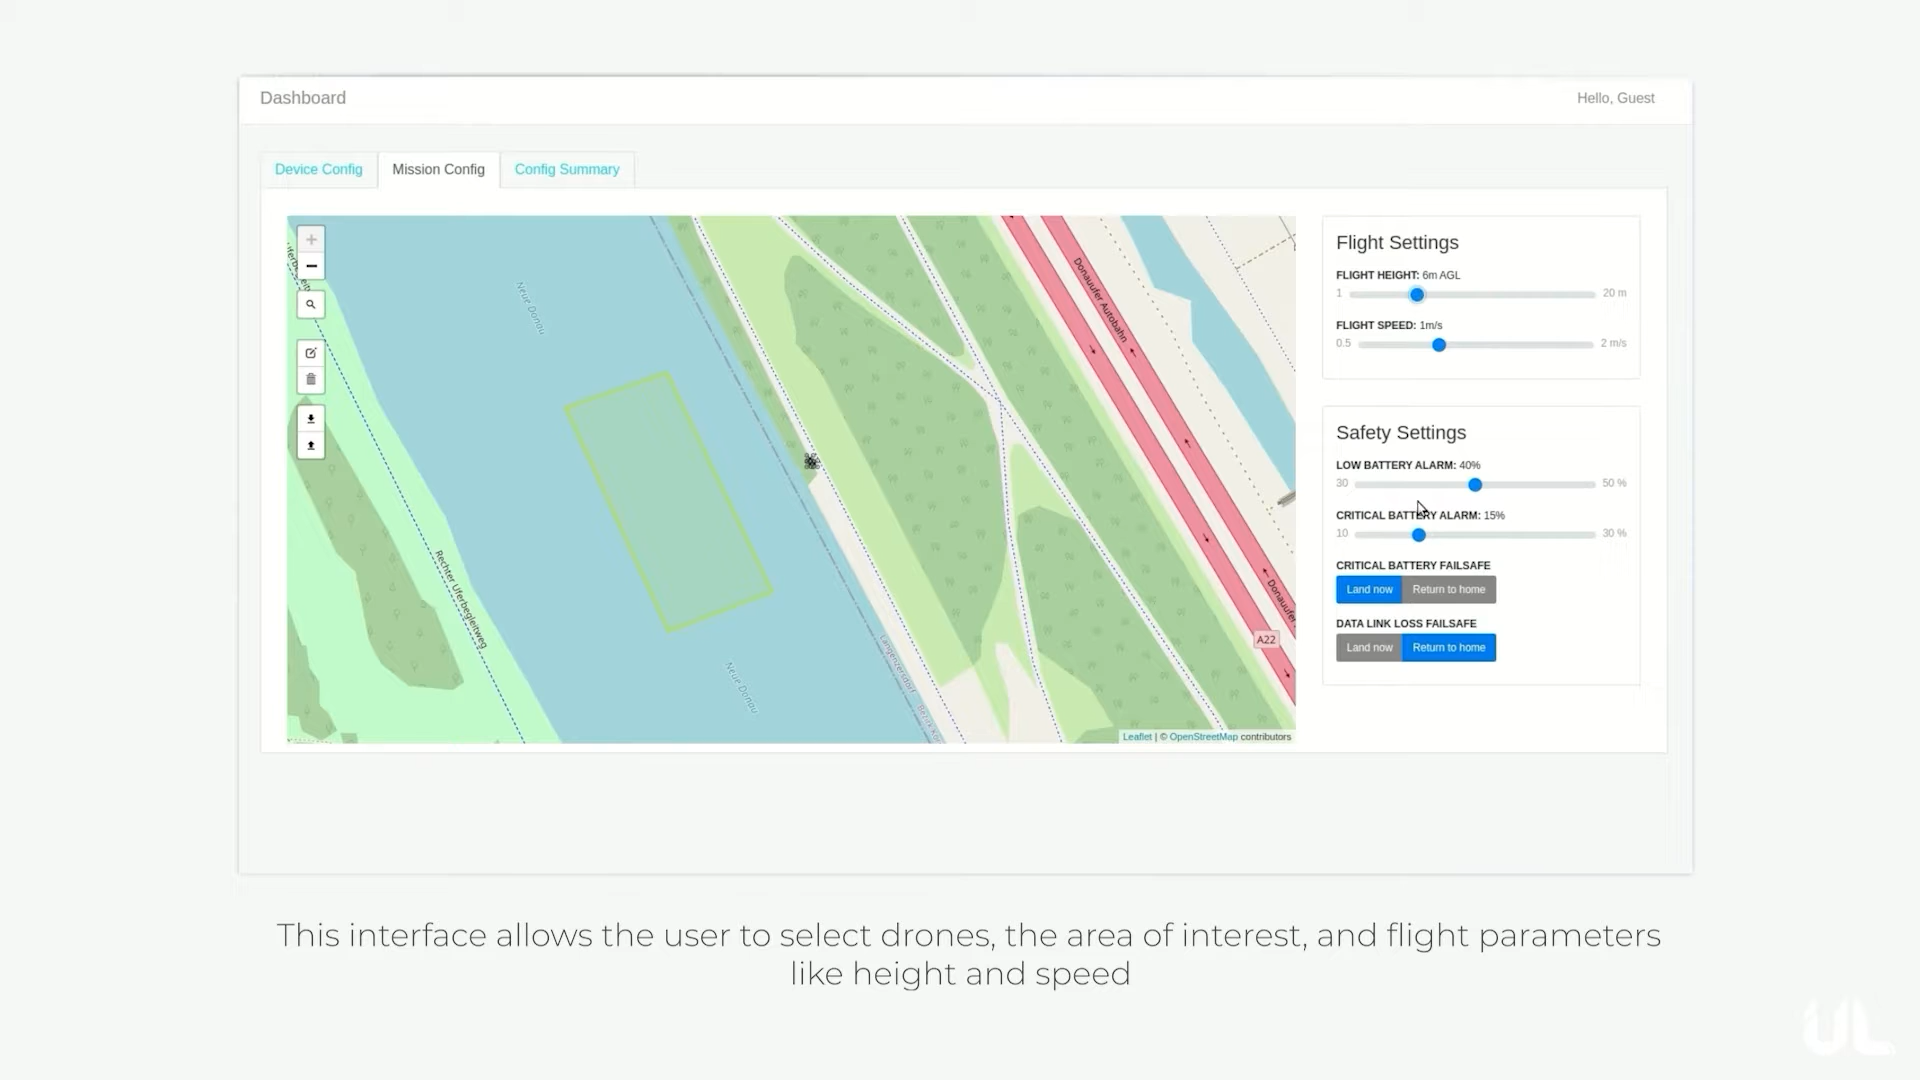 Dashboard
Hello, Guest
Device Config
Mission Config
Config Summary
Neue Donau
Donauufer Autobahn
Rechter Uferbegleitweg
Neue Donau
Langenzersdorf
A22
Leaflet | © OpenStreetMap contributors
Flight Settings
FLIGHT HEIGHT: 6m AGL
1
20 m
FLIGHT SPEED: 1m/s
0.5
2 m/s
Safety Settings
LOW BATTERY ALARM: 40%
30
50 %
CRITICAL BATTERY ALARM: 15%
10
30 %
CRITICAL BATTERY FAILSAFE
Land now
Return to home
DATA LINK LOSS FAILSAFE
Land now
Return to home
This interface allows the user to select drones, the area of interest, and flight parameters
like height and speed
UL